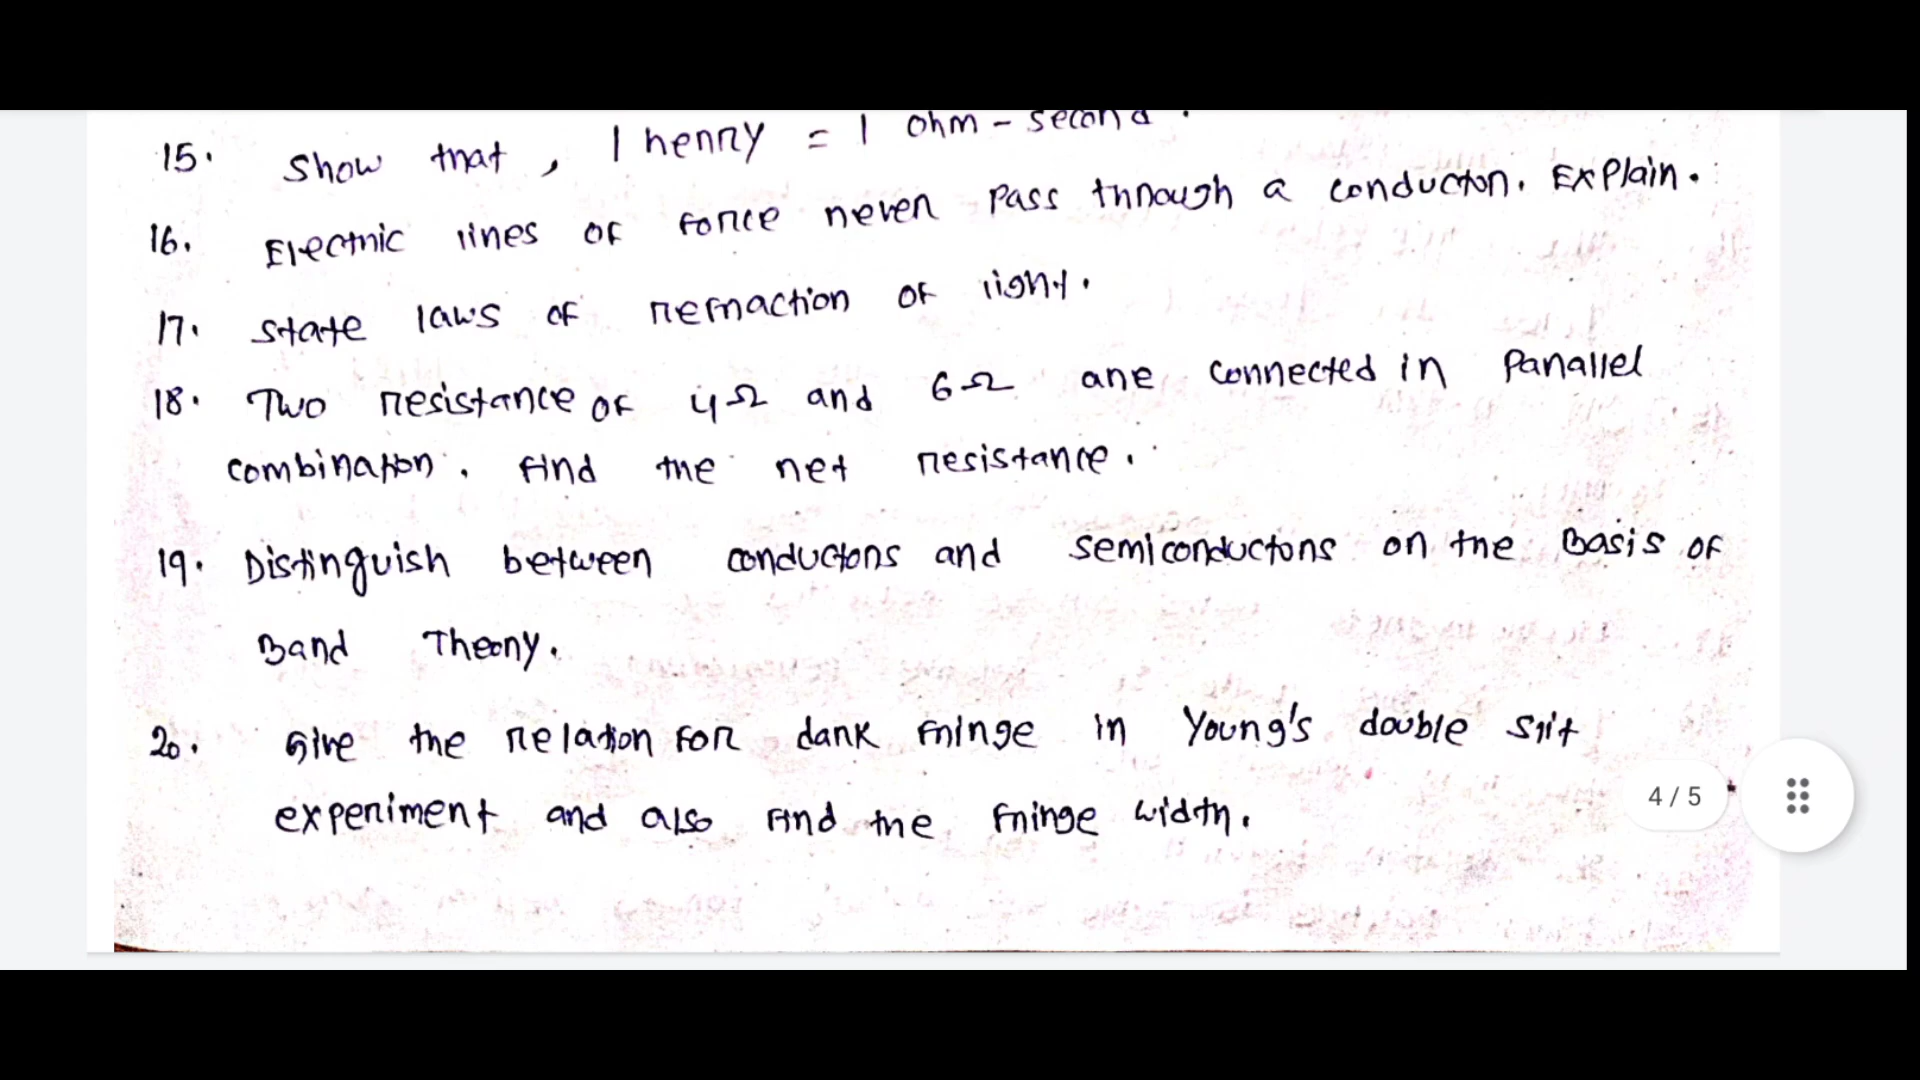 15. Show that, 1 henry = 1 ohm - second.
16. Electric lines of force never pass through a conductor. Explain.
17. State laws of refraction of light.
18. Two resistance of 4Ω and 6Ω are connected in parallel
combination. Find the net resistance.
19. Distinguish between conductors and semiconductors on the Basis of
Band Theory.
20. Give the relation for dark fringe in Young's double slit
4 / 5
experiment and also find the fringe width.